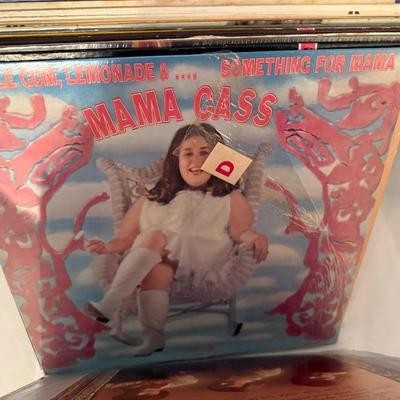 LE GUM, LEMONADE & .... SOMETHING FOR MAMA
MAMA CASS
D